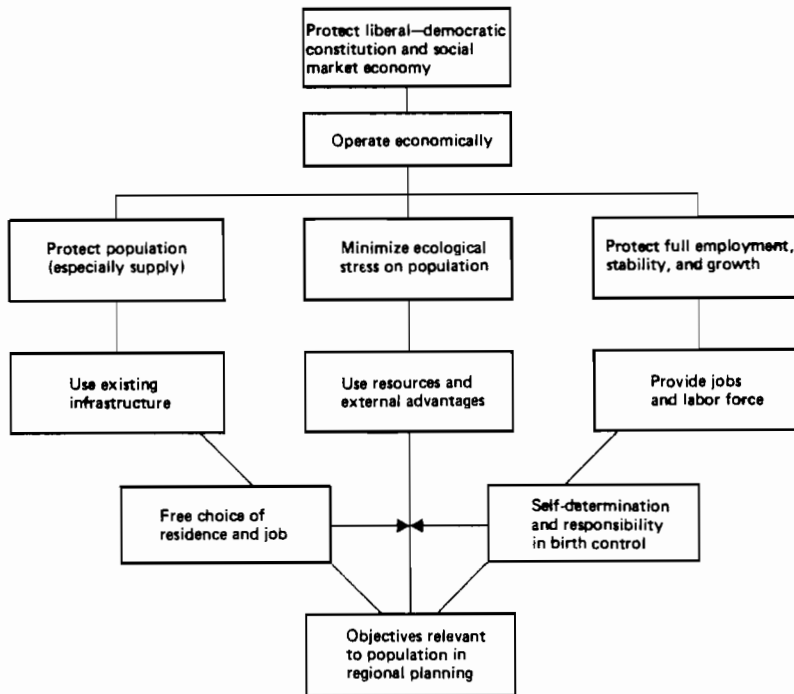 Protect liberal—democratic
constitution and social
market economy
Operate economically
Protect population
(especially supply)
Minimize ecological
stress on population
Protect full employment,
stability, and growth
Use existing
infrastructure
Use resources and
external advantages
Provide jobs
and labor force
Free choice of
residence and job
Self-determination
and responsibility
in birth control
Objectives relevant
to population in
regional planning